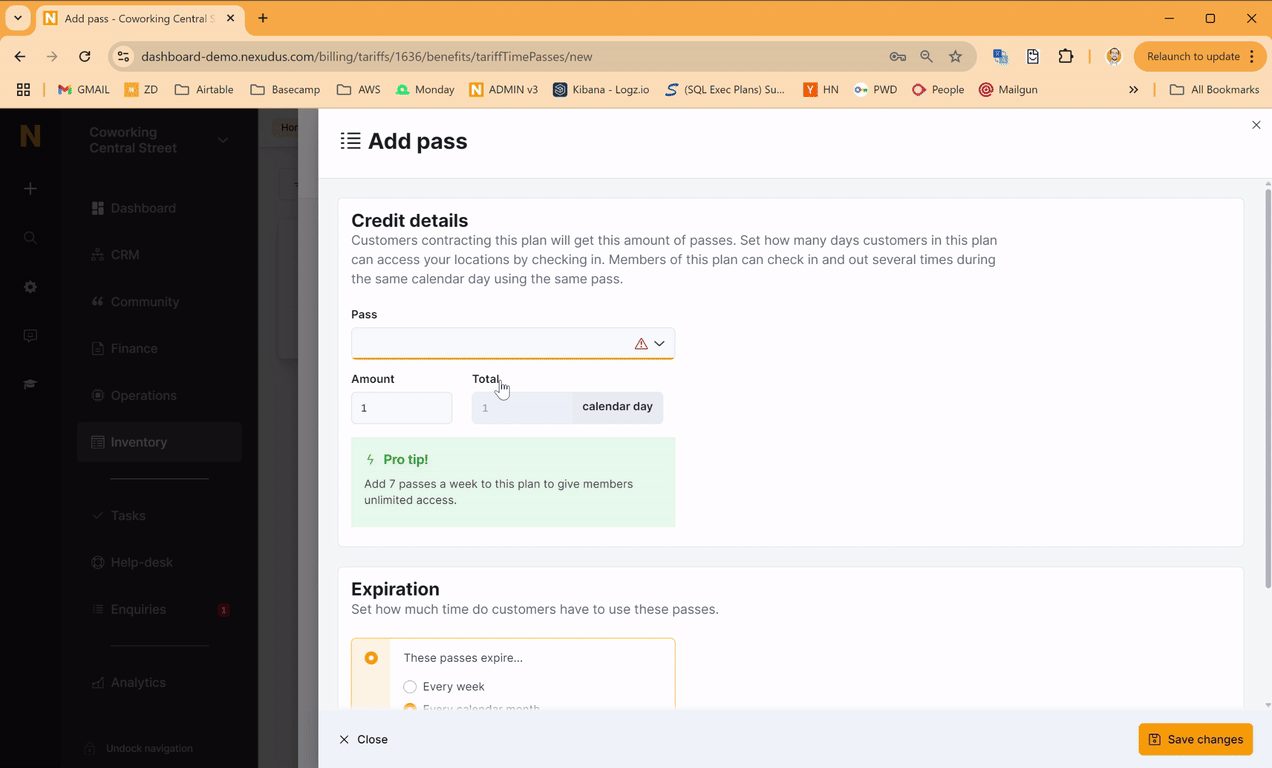 Add pass - Coworking Central S
dashboard-demo.nexudus.com/billing/tariffs/1636/benefits/tariffTimePasses/new
Relaunch to update
GMAIL
ZD
Airtable
Basecamp
AWS
Monday
ADMIN v3
Kibana - Logz.io
(SQL Exec Plans) Su...
HN
PWD
People
Mailgun
All Bookmarks
Coworking
Central Street
Dashboard
CRM
Community
Finance
Operations
Inventory
Tasks
Help-desk
Enquiries
1
Analytics
Undock navigation
Add pass
Credit details
Customers contracting this plan will get this amount of passes. Set how many days customers in this plan
can access your locations by checking in. Members of this plan can check in and out several times during
the same calendar day using the same pass.
Pass
Amount
Total
1
1
calendar day
Pro tip!
Add 7 passes a week to this plan to give members
unlimited access.
Expiration
Set how much time do customers have to use these passes.
These passes expire...
Every week
Every calendar month
Close
Save changes